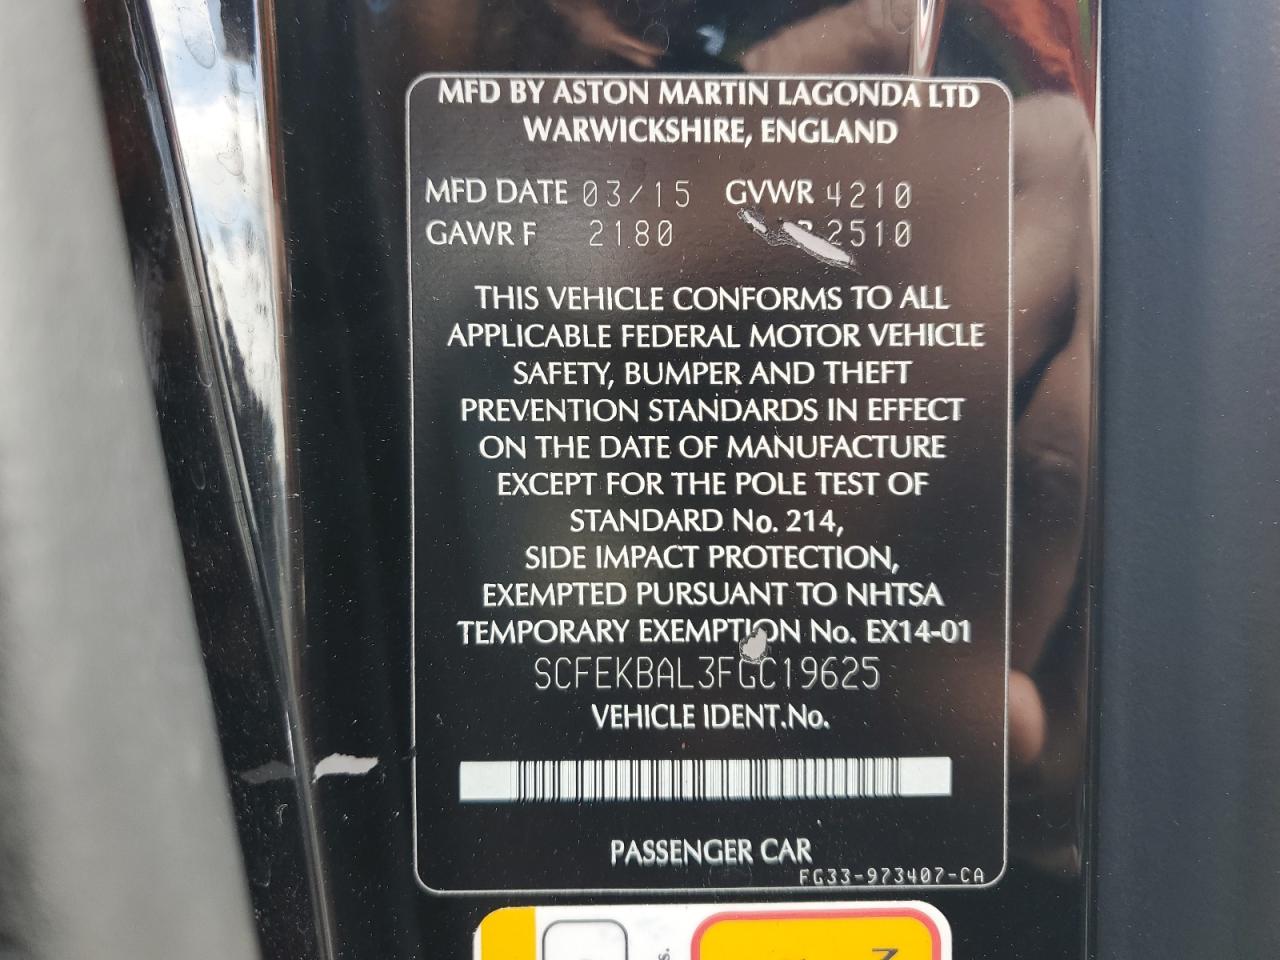 MFD BY ASTON MARTIN LAGONDA LTD
WARWICKSHIRE, ENGLAND
MFD DATE 03/15 GVWR 4210
GAWR F 2180 2510
THIS VEHICLE CONFORMS TO ALL
APPLICABLE FEDERAL MOTOR VEHICLE
SAFETY, BUMPER AND THEFT
PREVENTION STANDARDS IN EFFECT
ON THE DATE OF MANUFACTURE
EXCEPT FOR THE POLE TEST OF
STANDARD No. 214,
SIDE IMPACT PROTECTION,
EXEMPTED PURSUANT TO NHTSA
TEMPORARY EXEMPTION No. EX14-01
SCFEKBAL3FGC19625
VEHICLE IDENT.No.
PASSENGER CAR
FG33-973407-CA